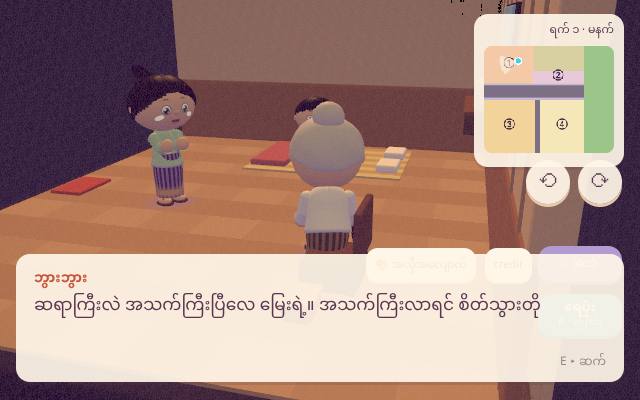 ရက် ၁ · မနက်
①
②
③
④
credit
ဘွားဘွား
ဆရာကြီးလဲ အသက်ကြီးပြီလေ မြေးရဲ့။ အသက်ကြီးလာရင် စိတ်သွားတို
E • ဆက်